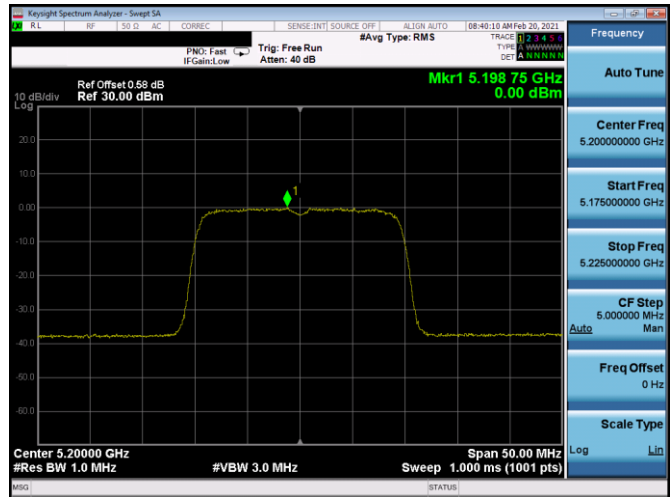 Keysight Spectrum Analyzer - Swept SA
RL RF 50 Ω AC CORREC SENSE:INT SOURCE OFF ALIGN AUTO 08:40:10 AM Feb 20, 2021
#Avg Type: RMS
TRACE 1 2 3 4 5 6
TYPE A WWWWW
DET A NNNNN
PNO: Fast
IFGain:Low
Trig: Free Run
Atten: 40 dB
Mkr1 5.198 75 GHz
0.00 dBm
Ref Offset 0.58 dB
Ref 30.00 dBm
10 dB/div
Log
20.0
10.0
0.00
-10.0
-20.0
-30.0
-40.0
-50.0
-60.0
1
Center 5.20000 GHz
Span 50.00 MHz
#Res BW 1.0 MHz
#VBW 3.0 MHz
Sweep 1.000 ms (1001 pts)
MSG
STATUS
Frequency
Auto Tune
Center Freq
5.200000000 GHz
Start Freq
5.175000000 GHz
Stop Freq
5.225000000 GHz
CF Step
5.000000 MHz
Auto Man
Freq Offset
0 Hz
Scale Type
Log Lin